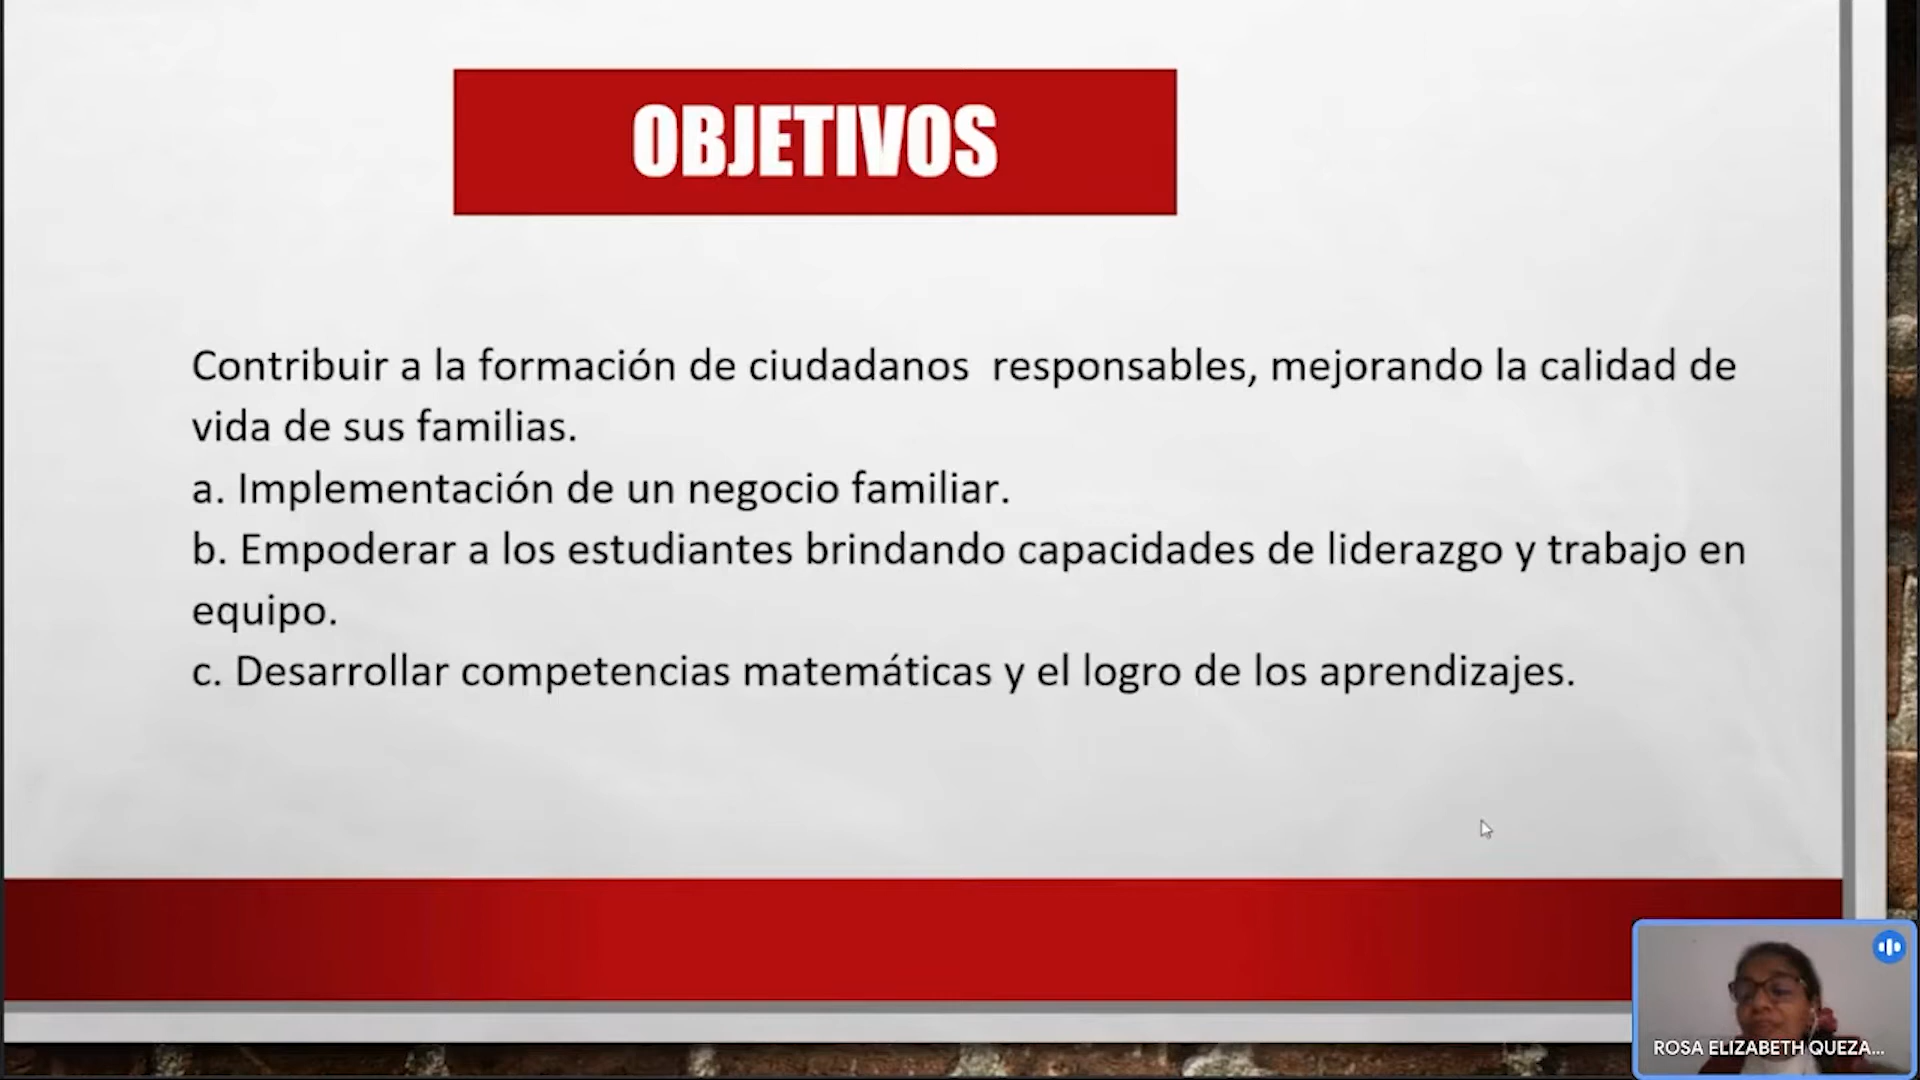 OBJETIVOS
Contribuir a la formación de ciudadanos responsables, mejorando la calidad de
vida de sus familias.
a. Implementación de un negocio familiar.
b. Empoderar a los estudiantes brindando capacidades de liderazgo y trabajo en
equipo.
c. Desarrollar competencias matemáticas y el logro de los aprendizajes.
ROSA ELIZABETH QUEZA...